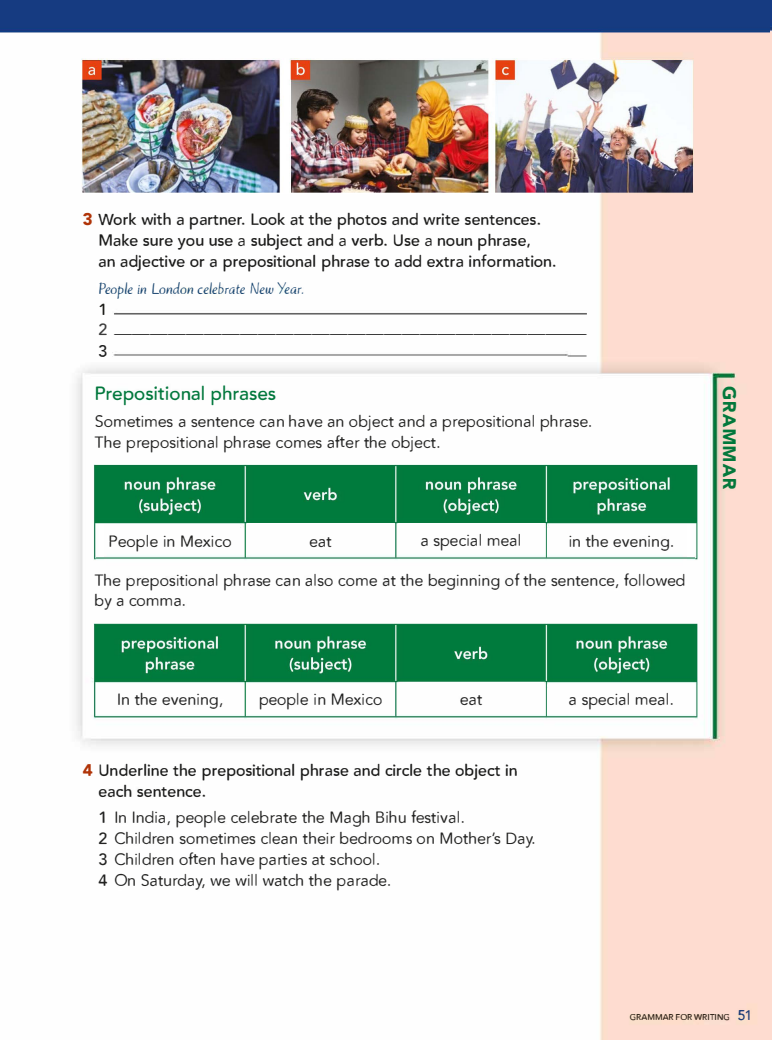 a
b
c
3 Work with a partner. Look at the photos and write sentences.
Make sure you use a subject and a verb. Use a noun phrase,
an adjective or a prepositional phrase to add extra information.
People in London celebrate New Year.
1
2
3
GRAMMAR
Prepositional phrases
Sometimes a sentence can have an object and a prepositional phrase.
The prepositional phrase comes after the object.
noun phrase (subject) verb noun phrase (object) prepositional phrase
People in Mexico eat a special meal in the evening.
The prepositional phrase can also come at the beginning of the sentence, followed
by a comma.
prepositional phrase noun phrase (subject) verb noun phrase (object)
In the evening, people in Mexico eat a special meal.
4 Underline the prepositional phrase and circle the object in
each sentence.
1 In India, people celebrate the Magh Bihu festival.
2 Children sometimes clean their bedrooms on Mother's Day.
3 Children often have parties at school.
4 On Saturday, we will watch the parade.
GRAMMAR FOR WRITING 51